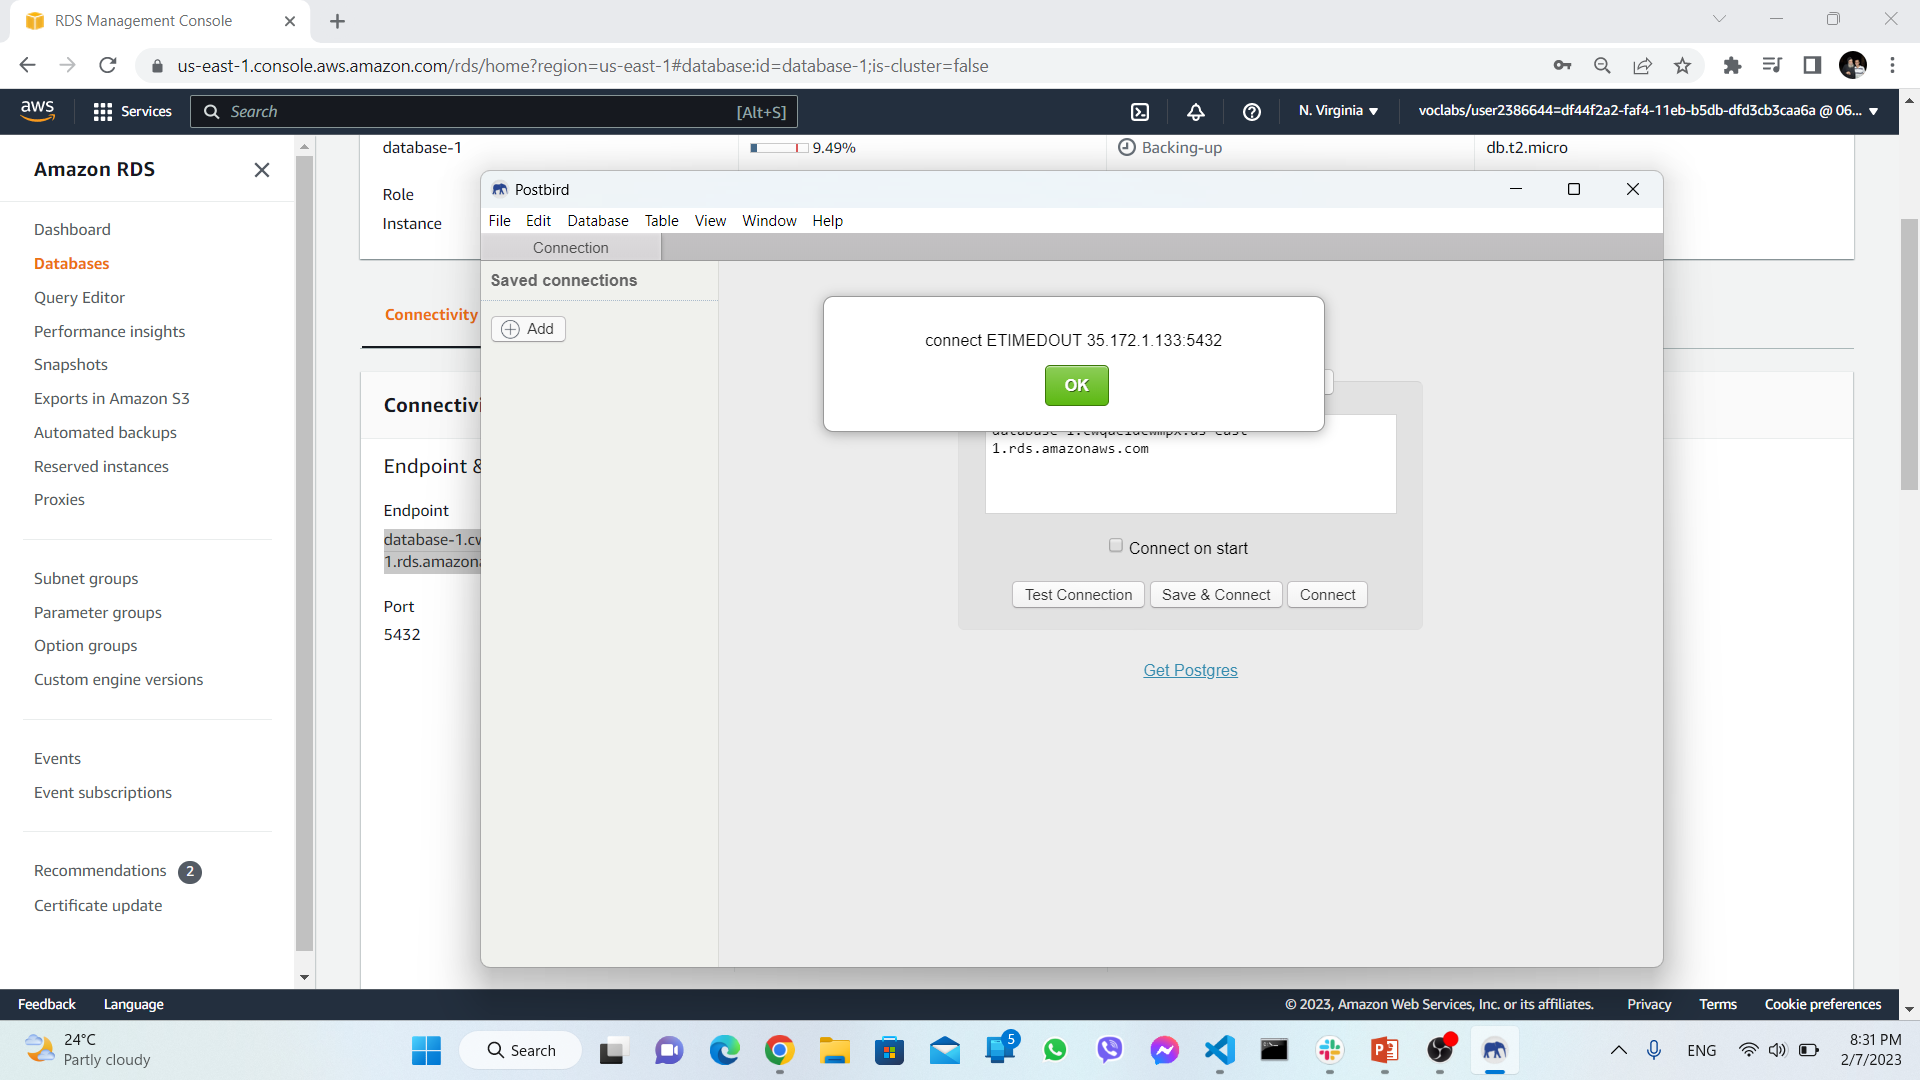 RDS Management Console
us-east-1.console.aws.amazon.com/rds/home?region=us-east-1#database:id=database-1;is-cluster=false
aws
Services
Search
[Alt+S]
N. Virginia
voclabs/user2386644=df44f2a2-faf4-11eb-b5db-dfd3cb3caa6a @ 06...
Amazon RDS
Dashboard
Databases
Query Editor
Performance insights
Snapshots
Exports in Amazon S3
Automated backups
Reserved instances
Proxies
Subnet groups
Parameter groups
Option groups
Custom engine versions
Events
Event subscriptions
Recommendations 2
Certificate update
database-1
9.49%
Backing-up
db.t2.micro
Role
Instance
Connectivity
Endpoint &
Endpoint
Port
5432
Postbird
File Edit Database Table View Window Help
Connection
Saved connections
Add
connect ETIMEDOUT 35.172.1.133:5432
OK
1.rds.amazonaws.com
Connect on start
Test Connection
Save & Connect
Connect
Get Postgres
Feedback
Language
© 2023, Amazon Web Services, Inc. or its affiliates.
Privacy
Terms
Cookie preferences
24°C
Partly cloudy
Search
5
ENG
8:31 PM
2/7/2023